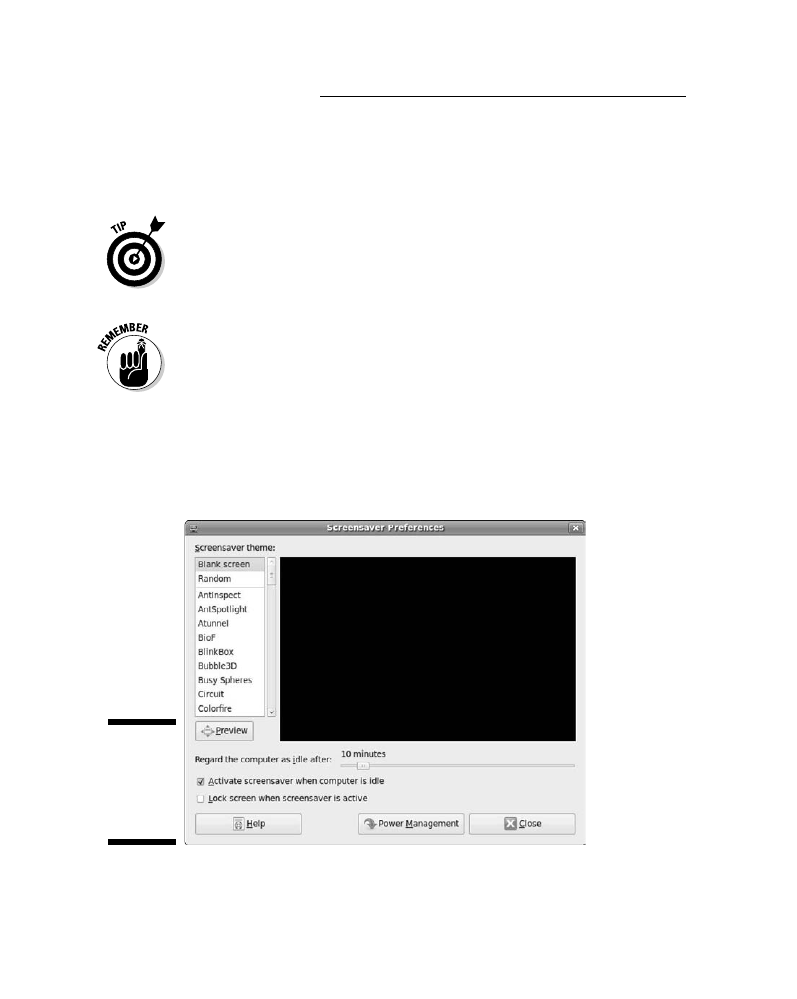 TIP
REMEMBER
Screensaver Preferences
Screensaver theme:
Blank screen
Random
AntInspect
AntSpotlight
Atunnel
BioF
BlinkBox
Bubble3D
Busy Spheres
Circuit
Colorfire
Preview
Regard the computer as idle after:
10 minutes
Activate screensaver when computer is idle
Lock screen when screensaver is active
Help
Power Management
Close